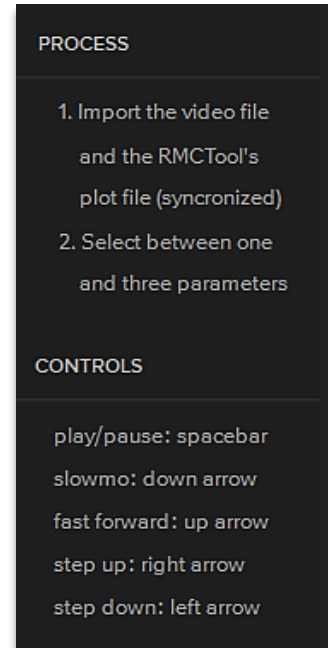 PROCESS
1. Import the video file
and the RMCTool's
plot file (syncronized)
2. Select between one
and three parameters
CONTROLS
play/pause: spacebar
slowmo: down arrow
fast forward: up arrow
step up: right arrow
step down: left arrow